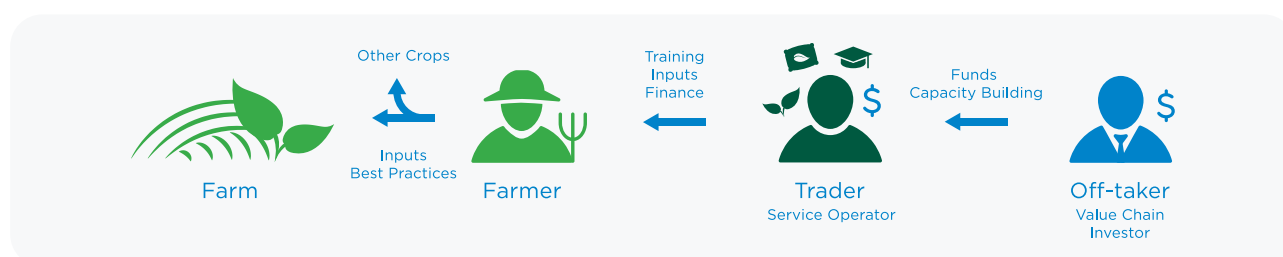 Other Crops
Inputs
Best Practices
Farm
Farmer
Training
Inputs
Finance
$
Trader
Service Operator
Funds
Capacity Building
$
Off-taker
Value Chain
Investor